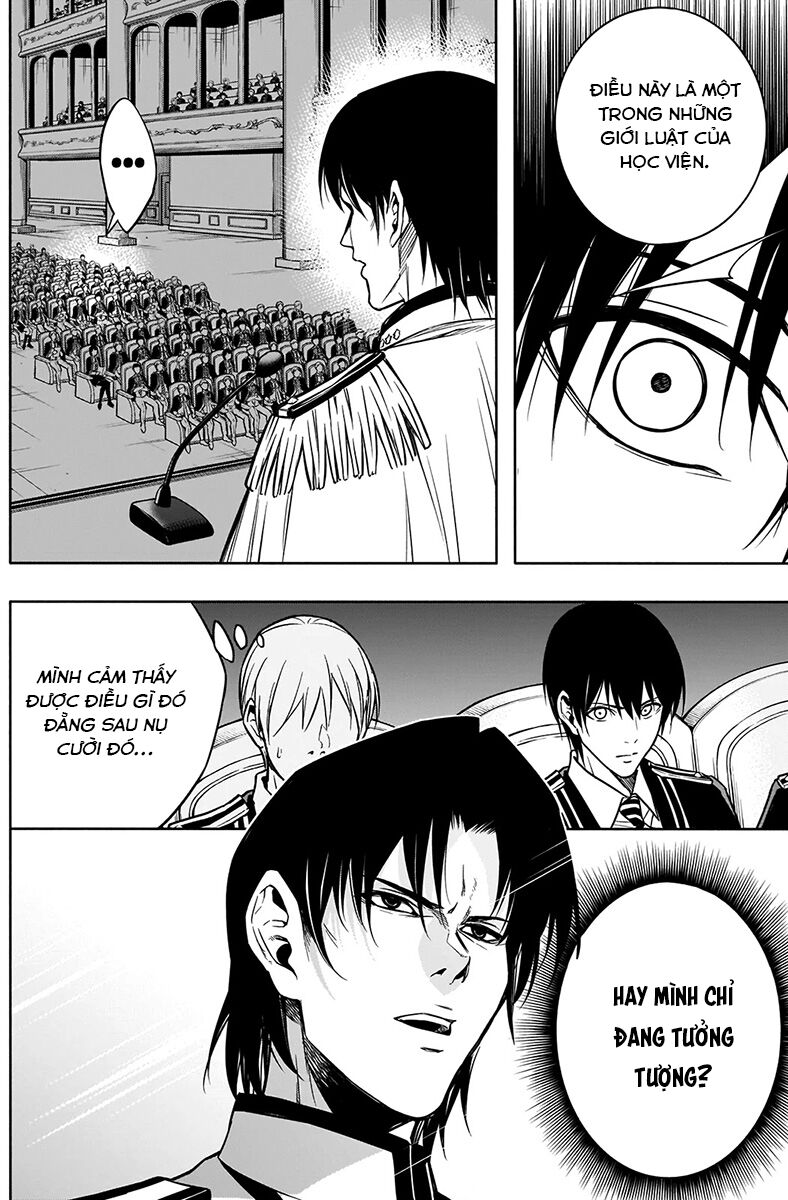 ĐIỀU NÀY LÀ MỘT
TRONG NHỮNG
GIỚI LUẬT CỦA
HỌC VIỆN.
...
MÌNH CẢM THẤY
ĐƯỢC ĐIỀU GÌ ĐÓ
ĐẰNG SAU NỤ
CƯỜI ĐÓ...
HAY MÌNH CHỈ
ĐANG TƯỞNG
TƯỢNG?